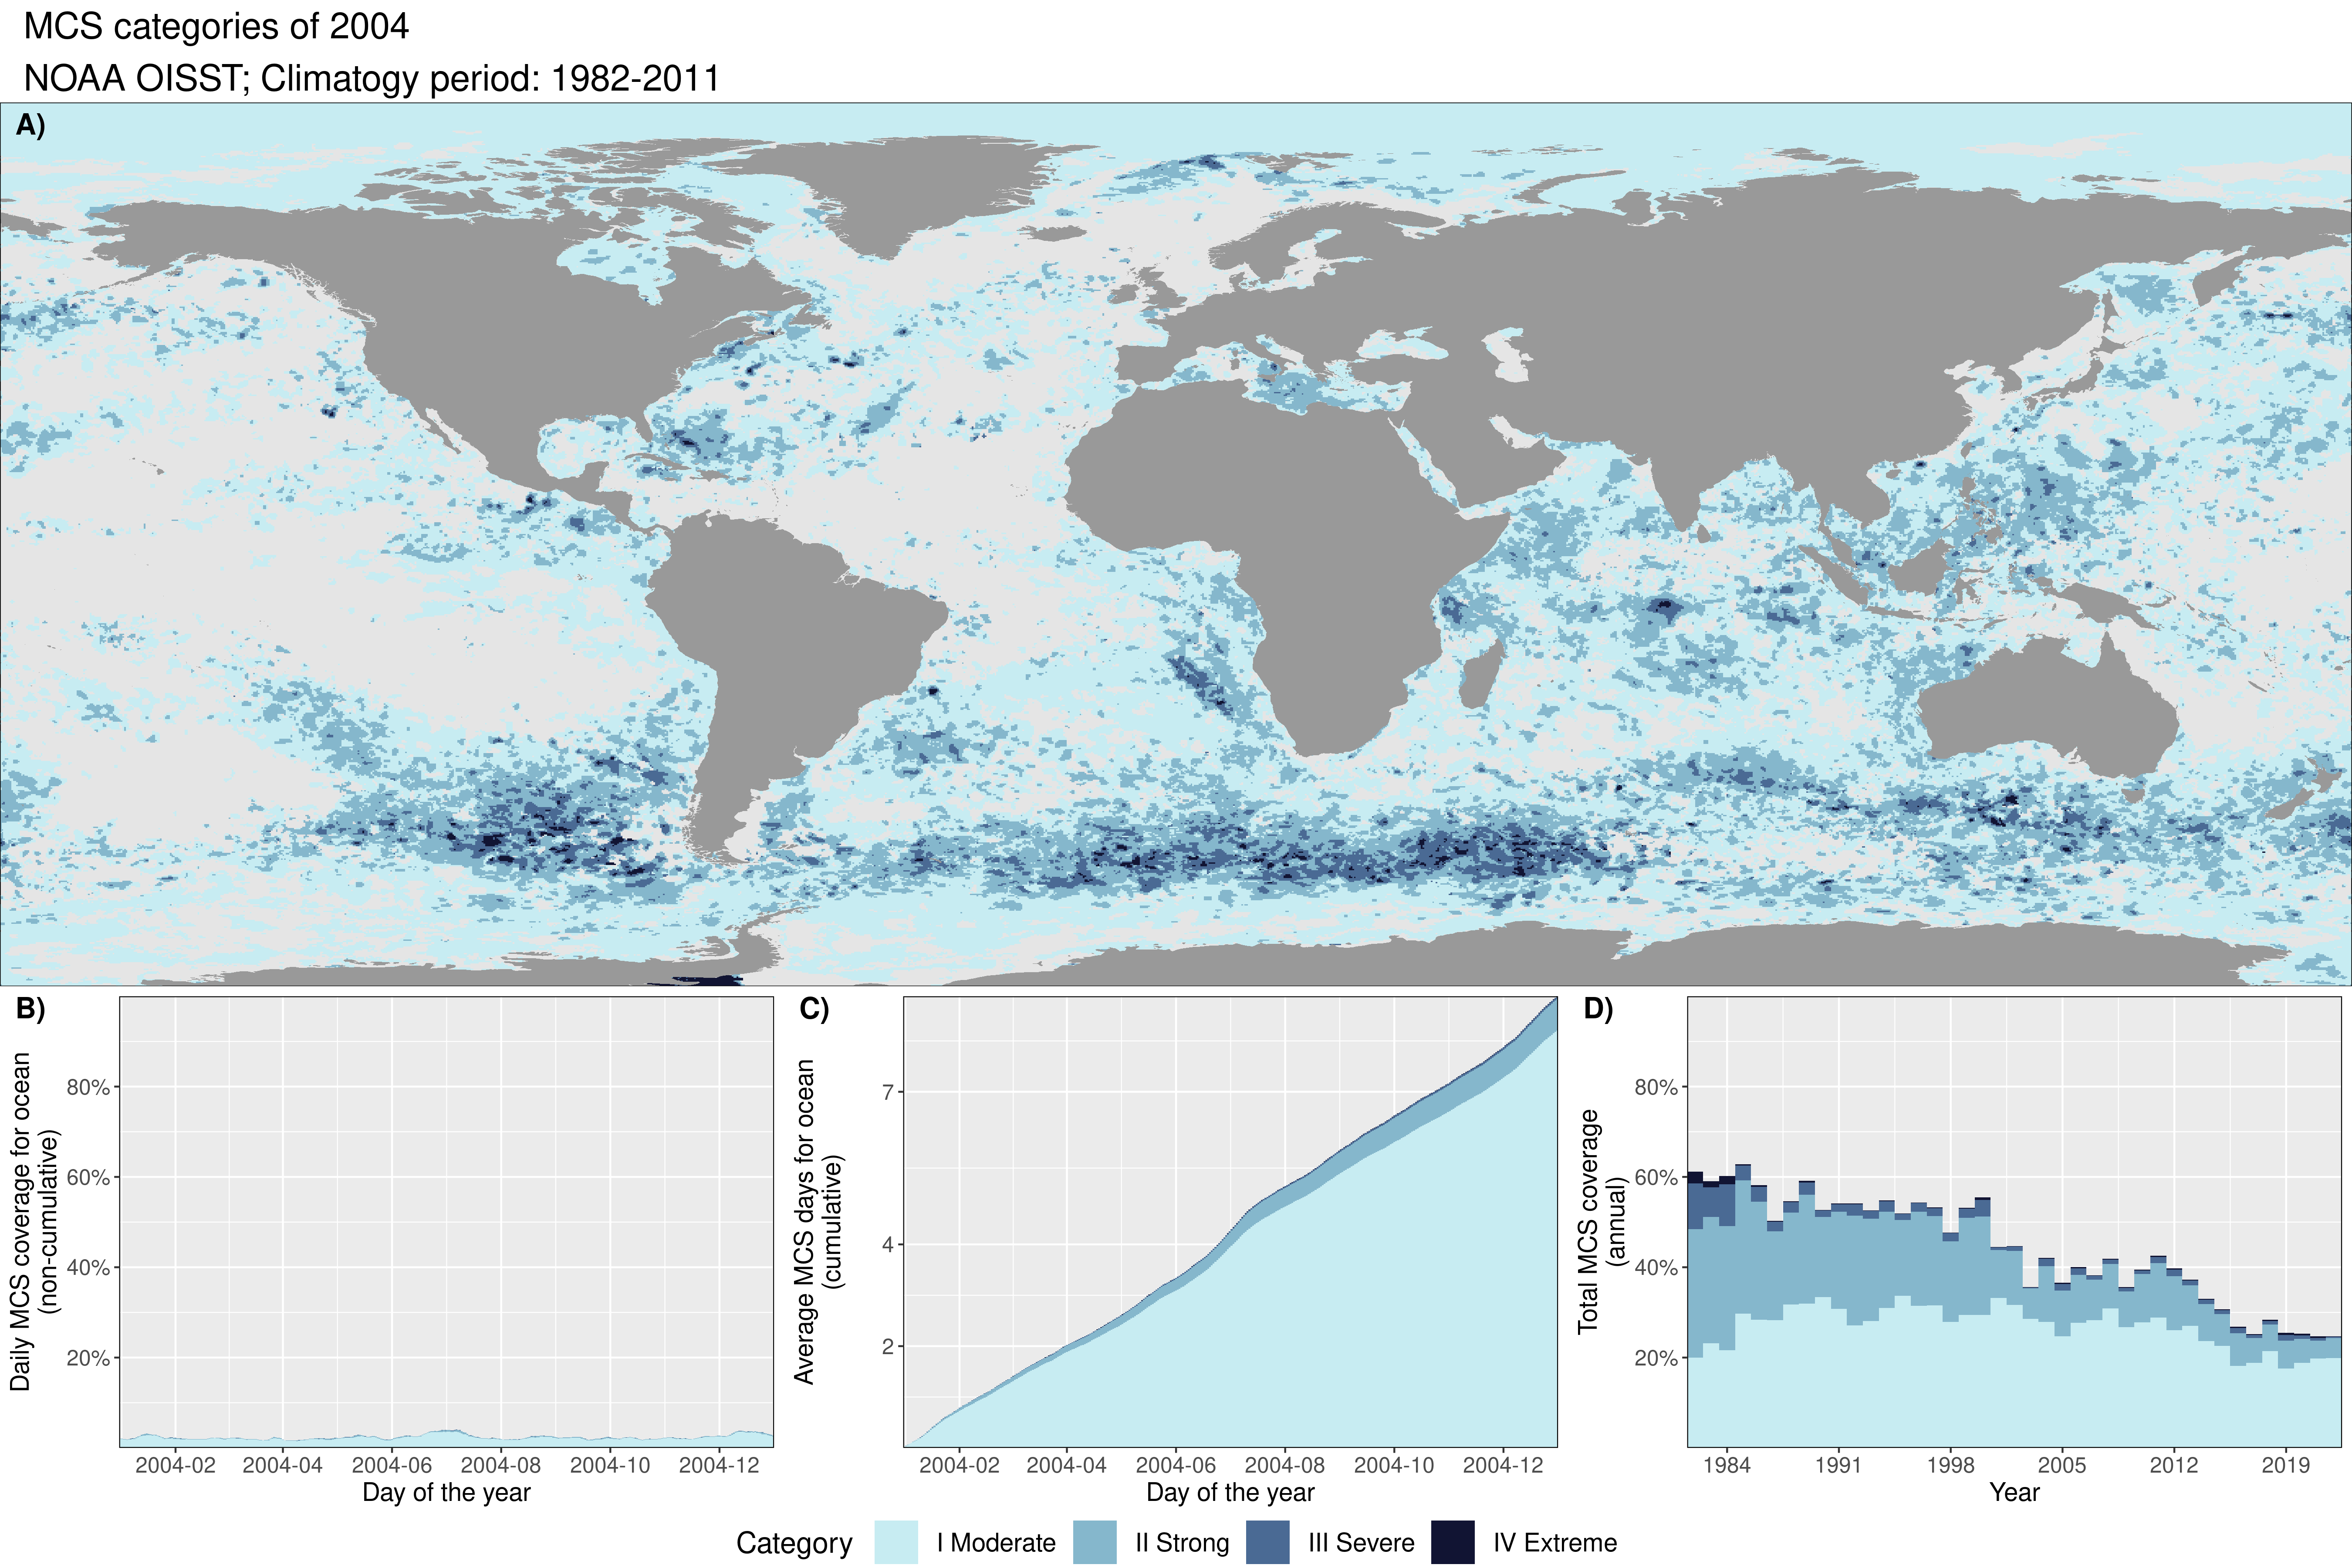 MCS categories of 2004
NOAA OISST; Climatogy period: 1982-2011
A)
B)
Daily MCS coverage for ocean
(non-cumulative)
80%
60%
40%
20%
2004-02 2004-04 2004-06 2004-08 2004-10 2004-12
Day of the year
C)
Average MCS days for ocean
(cumulative)
7
4
2
2004-02 2004-04 2004-06 2004-08 2004-10 2004-12
Day of the year
D)
Total MCS coverage
(annual)
80%
60%
40%
20%
1984 1991 1998 2005 2012 2019
Year
Category I Moderate II Strong III Severe IV Extreme